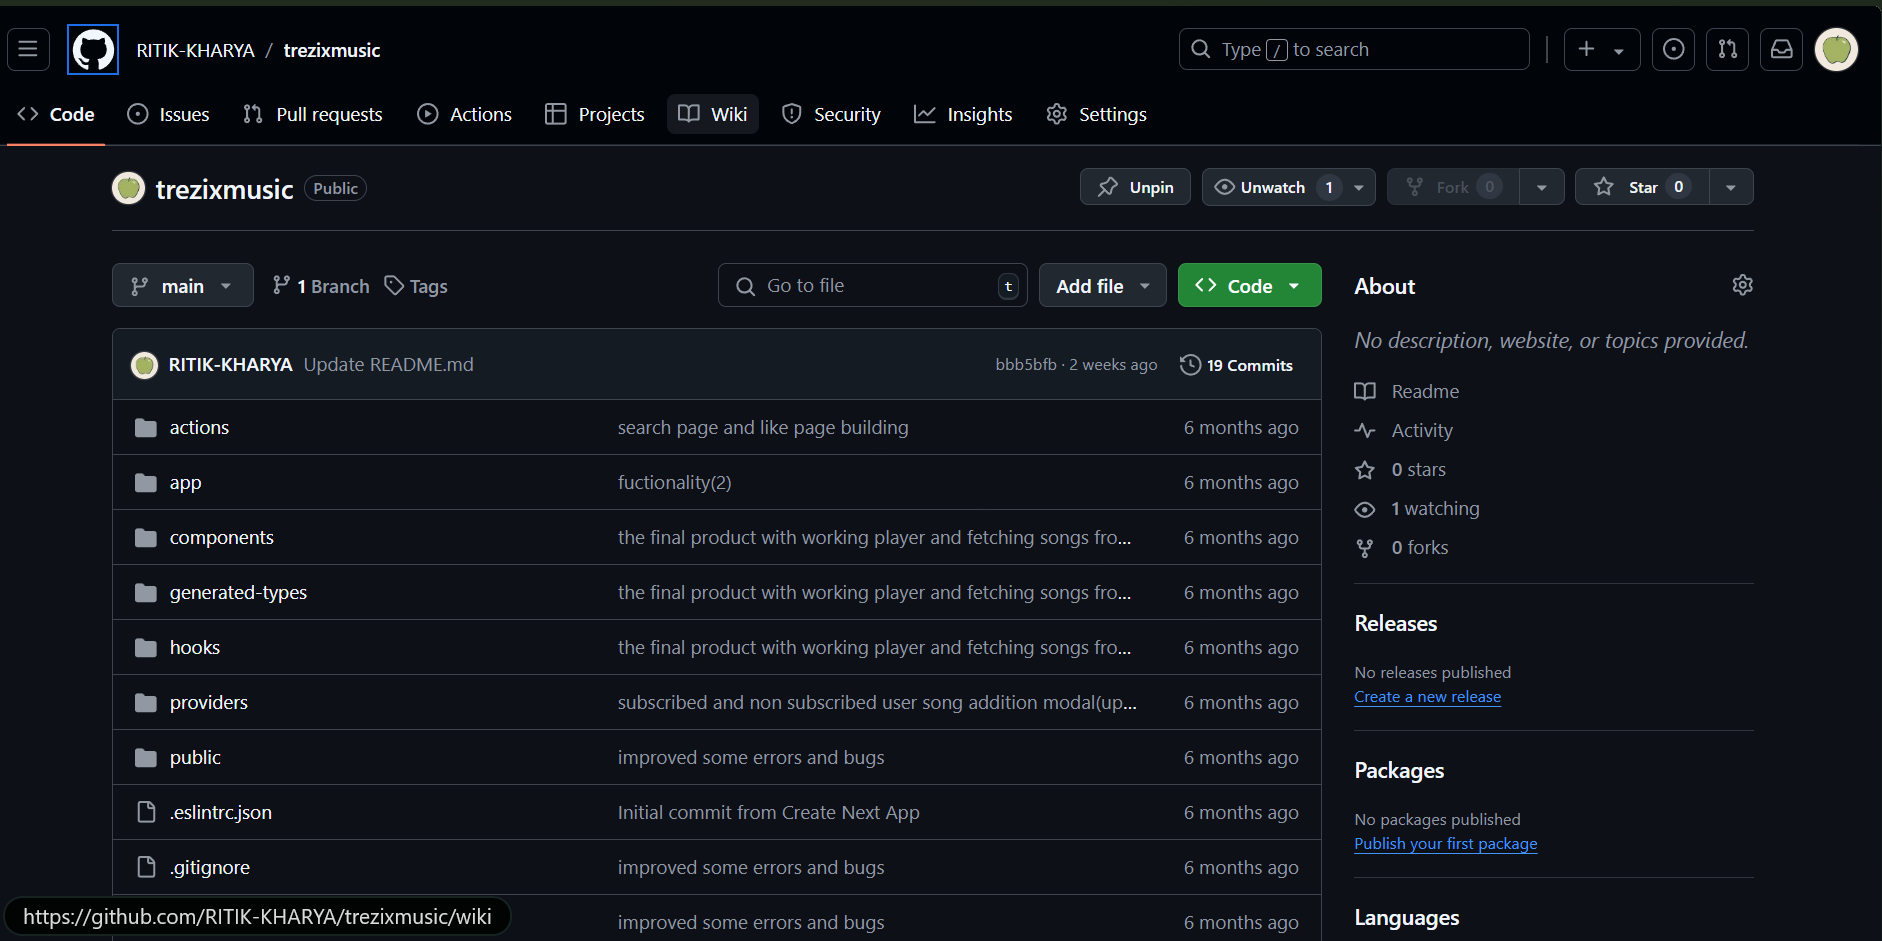 RITIK-KHARYA / trezixmusic
Type / to search
Code Issues Pull requests Actions Projects Wiki Security Insights Settings
trezixmusic Public
Unpin Unwatch 1 Fork 0 Star 0
main 1 Branch Tags Go to file t Add file Code
RITIK-KHARYA Update README.md bbb5bfb · 2 weeks ago 19 Commits
actions search page and like page building 6 months ago
app fuctionality(2) 6 months ago
components the final product with working player and fetching songs fro... 6 months ago
generated-types the final product with working player and fetching songs fro... 6 months ago
hooks the final product with working player and fetching songs fro... 6 months ago
providers subscribed and non subscribed user song addition modal(up... 6 months ago
public improved some errors and bugs 6 months ago
.eslintrc.json Initial commit from Create Next App 6 months ago
.gitignore improved some errors and bugs 6 months ago
improved some errors and bugs 6 months ago
About
No description, website, or topics provided.
Readme
Activity
0 stars
1 watching
0 forks
Releases
No releases published
Create a new release
Packages
No packages published
Publish your first package
Languages
https://github.com/RITIK-KHARYA/trezixmusic/wiki